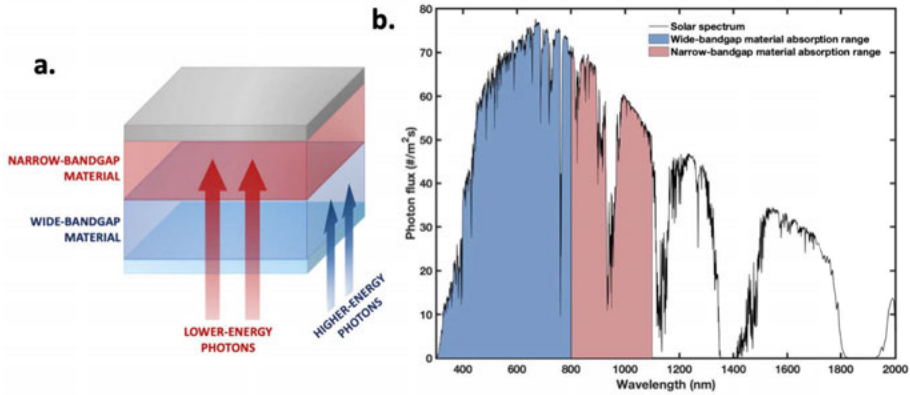 a.
NARROW-BANDGAP
MATERIAL
WIDE-BANDGAP
MATERIAL
LOWER-ENERGY
PHOTONS
HIGHER-ENERGY
PHOTONS
b.
80
70
60
50
40
30
20
10
0
Photon flux (#/m²s)
Solar spectrum
Wide-bandgap material absorption range
Narrow-bandgap material absorption range
400 600 800 1000 1200 1400 1600 1800 2000
Wavelength (nm)